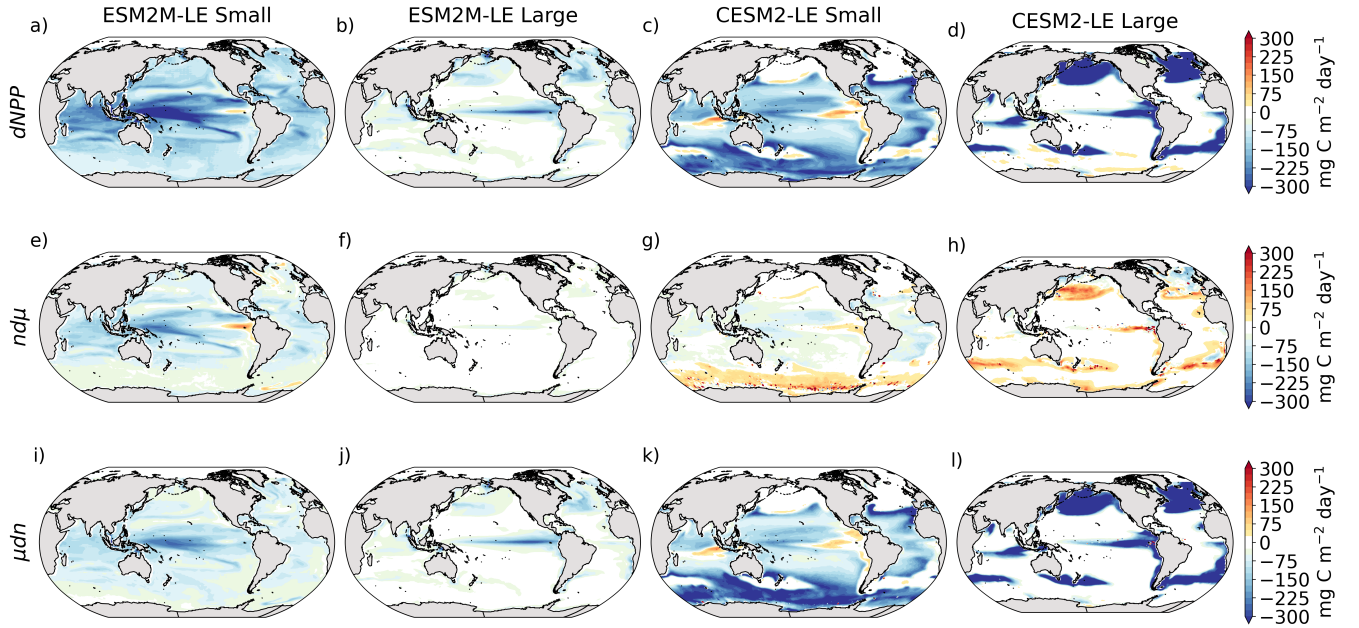 ESM2M-LE Small
ESM2M-LE Large
CESM2-LE Small
CESM2-LE Large
a)
b)
c)
d)
dNPP
300
225
150
75
0
−75
−150
−225
−300
mg C m⁻² day⁻¹
e)
f)
g)
h)
ndμ
300
225
150
75
0
−75
−150
−225
−300
mg C m⁻² day⁻¹
i)
j)
k)
l)
μdn
300
225
150
75
0
−75
−150
−225
−300
mg C m⁻² day⁻¹